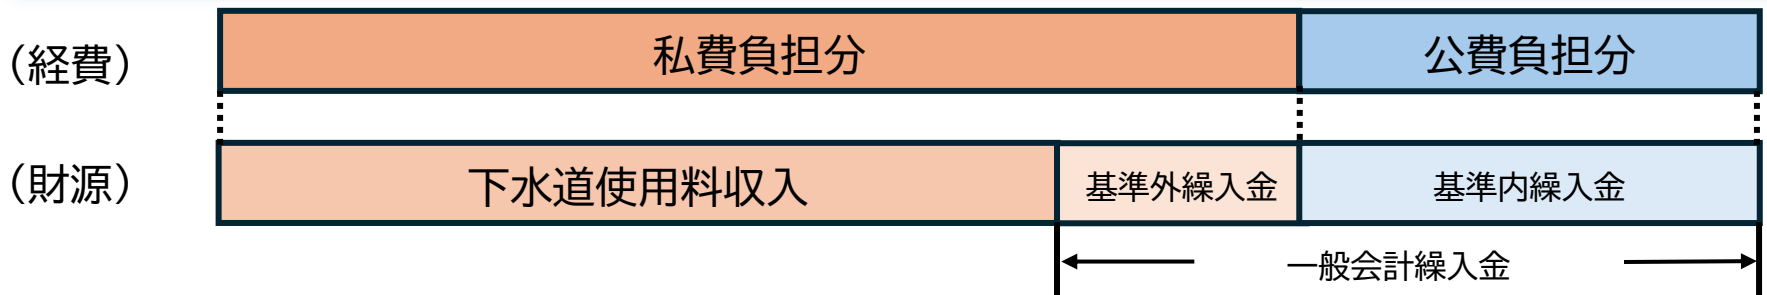 (経費)
私費負担分
公費負担分
(財源)
下水道使用料収入
基準外繰入金
基準内繰入金
一般会計繰入金